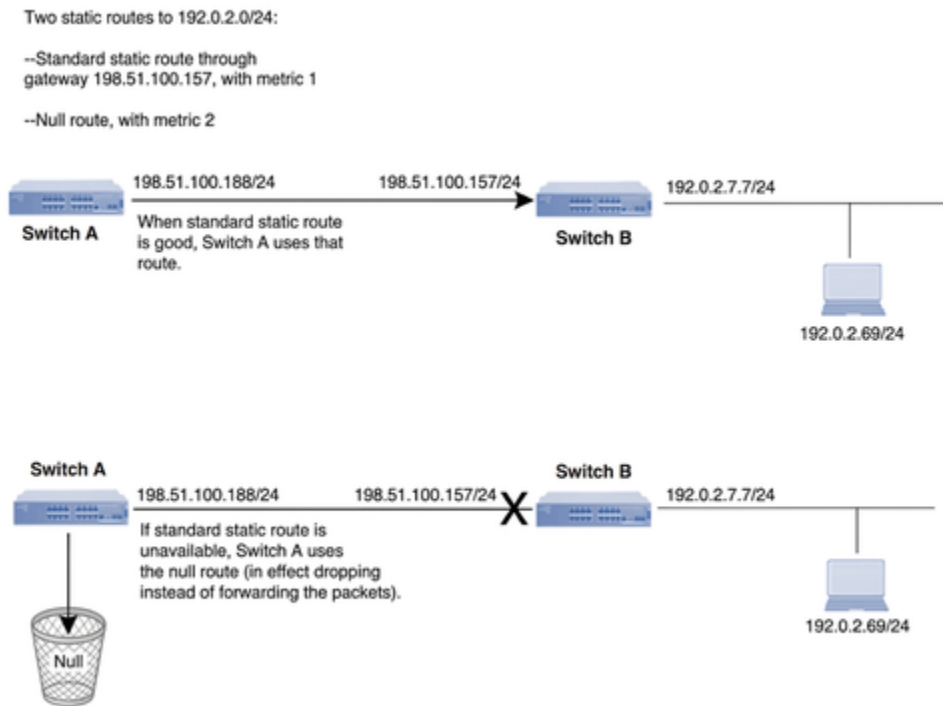 Two static routes to 192.0.2.0/24:
--Standard static route through
gateway 198.51.100.157, with metric 1
--Null route, with metric 2
198.51.100.188/24
198.51.100.157/24
192.0.2.7.7/24
Switch A
When standard static route
is good, Switch A uses that
route.
Switch B
192.0.2.69/24
Switch A
198.51.100.188/24
198.51.100.157/24
X
Switch B
192.0.2.7.7/24
If standard static route is
unavailable, Switch A uses
the null route (in effect dropping
instead of forwarding the packets).
192.0.2.69/24
Null